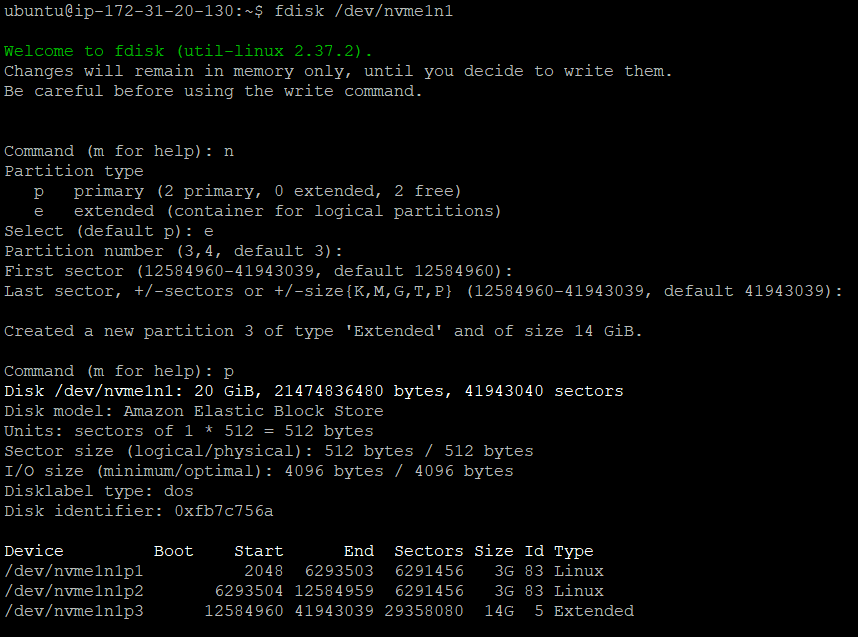 ubuntu@ip-172-31-20-130:~$ fdisk /dev/nvme1n1
Welcome to fdisk (util-linux 2.37.2).
Changes will remain in memory only, until you decide to write them.
Be careful before using the write command.
Command (m for help): n
Partition type
   p   primary (2 primary, 0 extended, 2 free)
   e   extended (container for logical partitions)
Select (default p): e
Partition number (3,4, default 3):
First sector (12584960-41943039, default 12584960):
Last sector, +/-sectors or +/-size{K,M,G,T,P} (12584960-41943039, default 41943039):
Created a new partition 3 of type 'Extended' and of size 14 GiB.
Command (m for help): p
Disk /dev/nvme1n1: 20 GiB, 21474836480 bytes, 41943040 sectors
Disk model: Amazon Elastic Block Store
Units: sectors of 1 * 512 = 512 bytes
Sector size (logical/physical): 512 bytes / 512 bytes
I/O size (minimum/optimal): 4096 bytes / 4096 bytes
Disklabel type: dos
Disk identifier: 0xfb7c756a
Device         Boot    Start      End  Sectors Size Id Type
/dev/nvme1n1p1          2048  6293503  6291456   3G 83 Linux
/dev/nvme1n1p2       6293504 12584959  6291456   3G 83 Linux
/dev/nvme1n1p3      12584960 41943039 29358080  14G  5 Extended